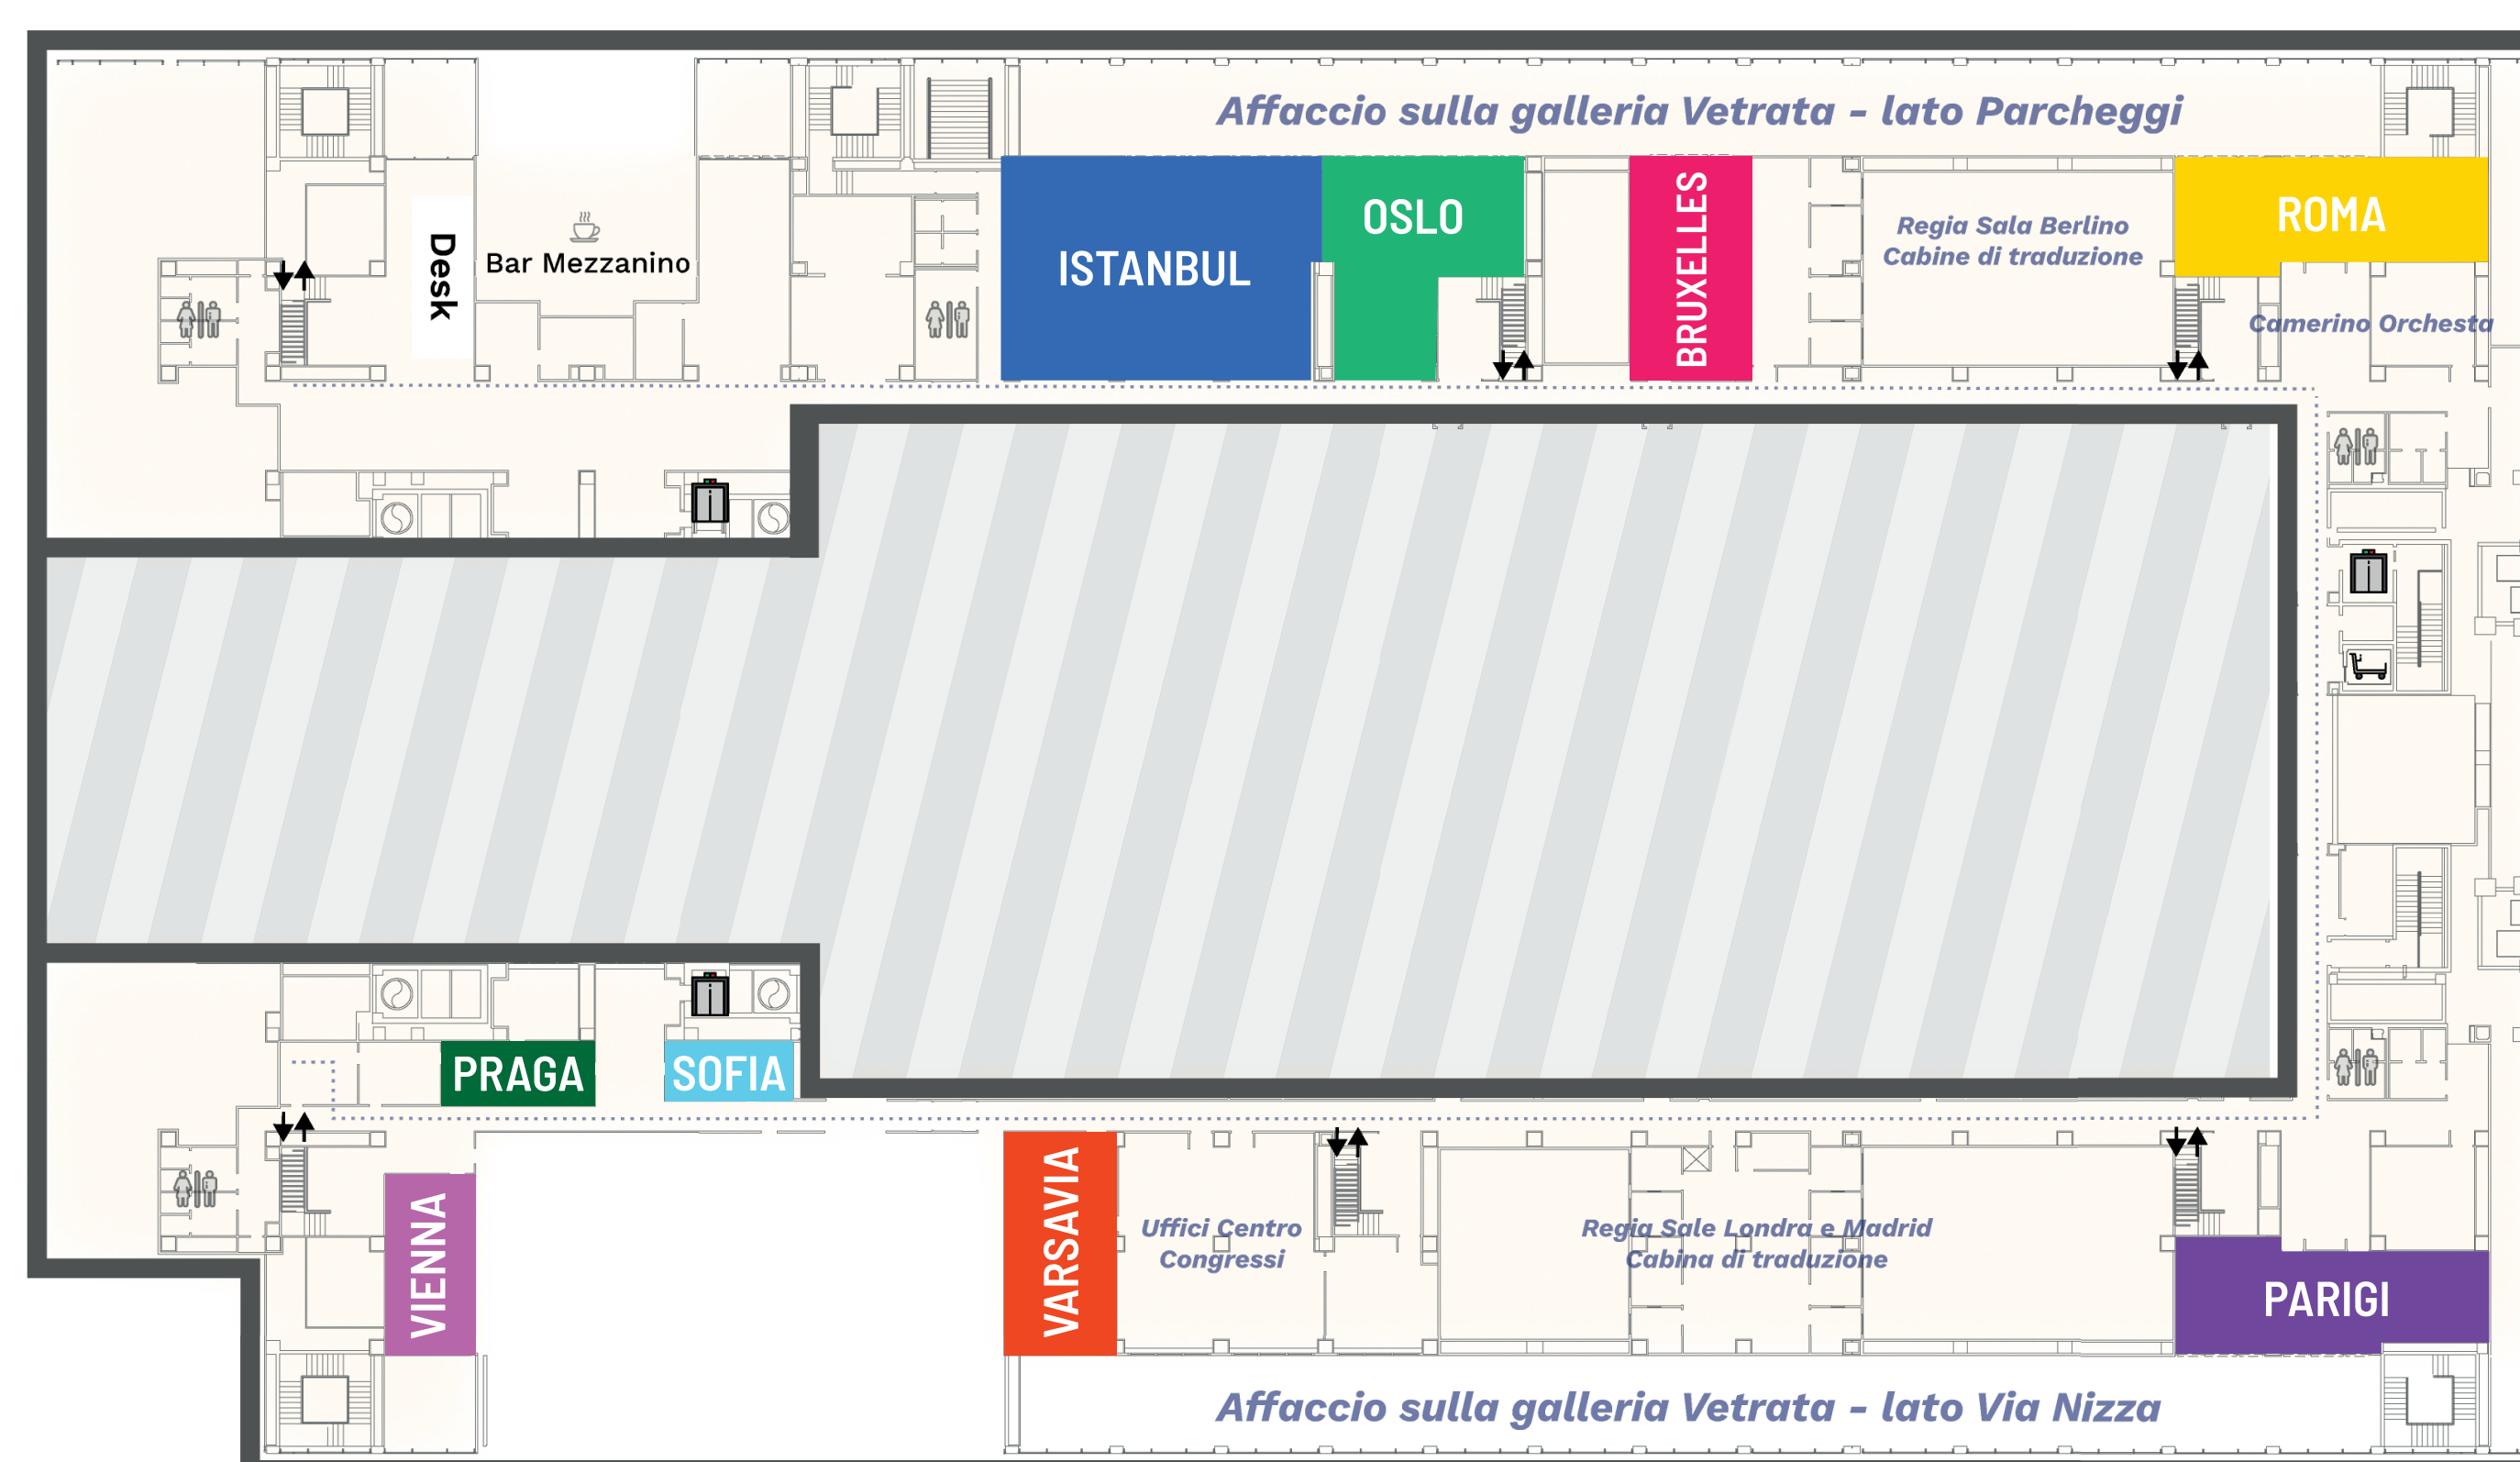 Affaccio sulla galleria Vetrata - lato Parcheggi
Desk
Bar Mezzanino
ISTANBUL
OSLO
BRUXELLES
Regia Sala Berlino
Cabine di traduzione
ROMA
Camerino Orchesta
PRAGA
SOFIA
VIENNA
VARSAVIA
Uffici Centro
Congressi
Regia Sale Londra e Madrid
Cabina di traduzione
PARIGI
Affaccio sulla galleria Vetrata - lato Via Nizza